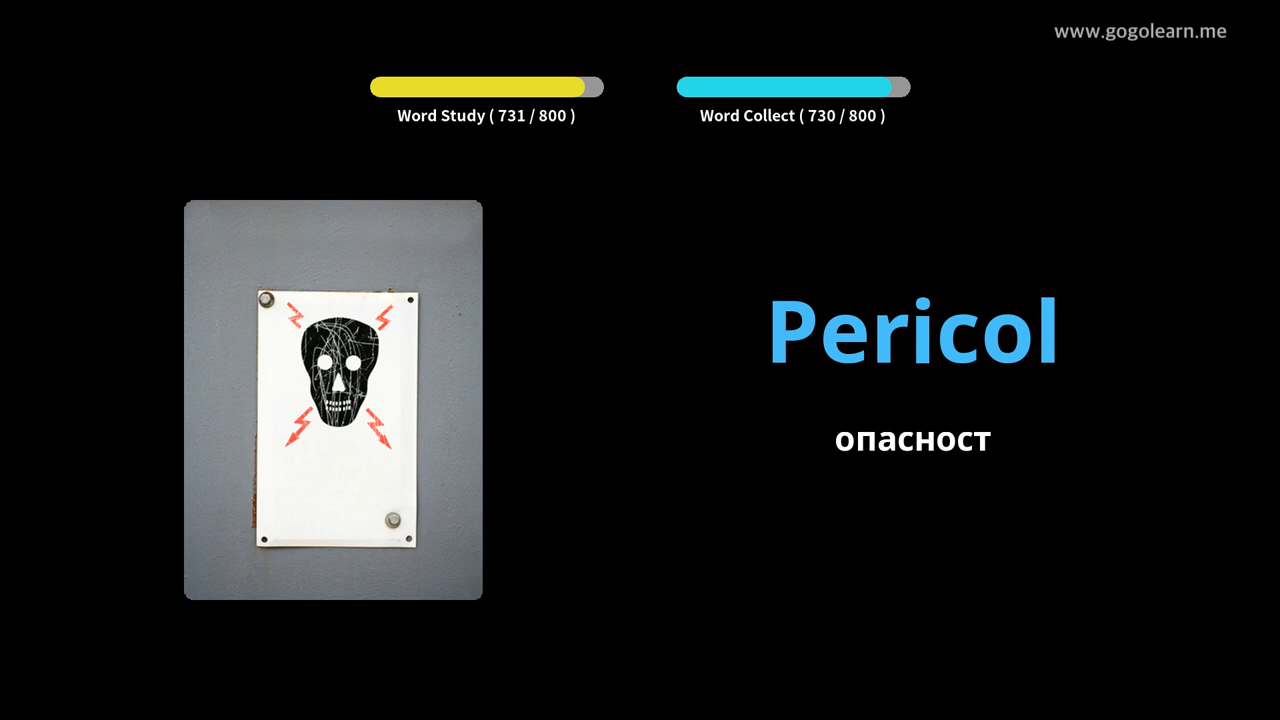 www.gogolearn.me
Word Study ( 731 / 800 )
Word Collect ( 730 / 800 )
Pericol
опасност